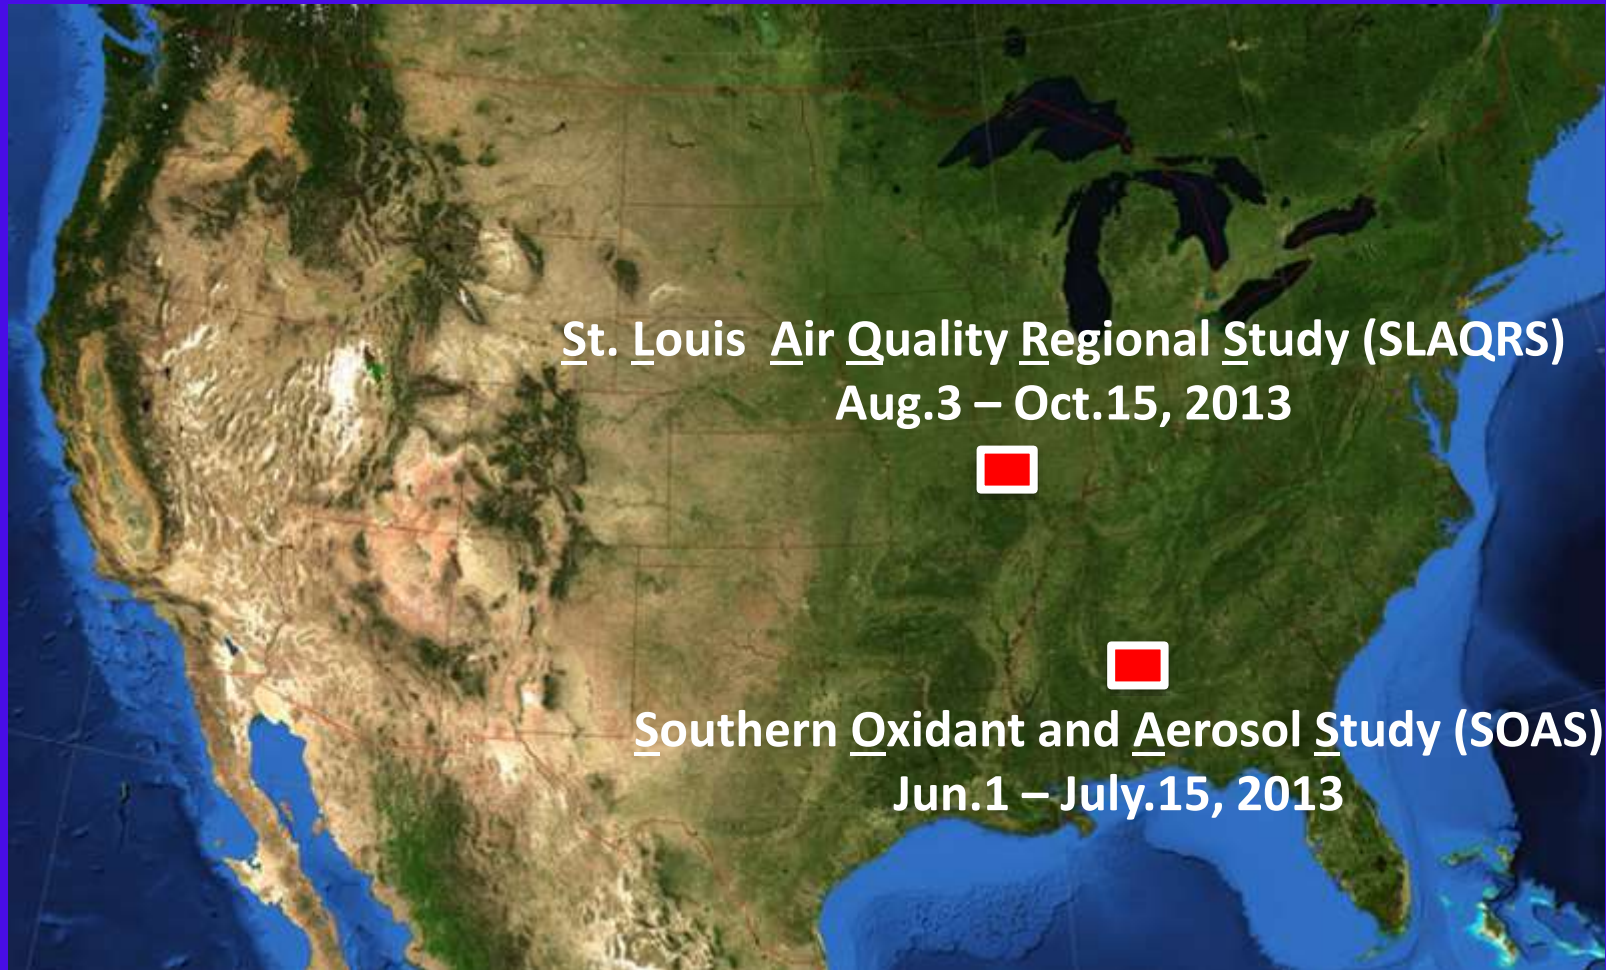 St. Louis  Air Quality Regional Study (SLAQRS)
Aug.3 – Oct.15, 2013
Southern Oxidant and Aerosol Study (SOAS)
Jun.1 – July.15, 2013